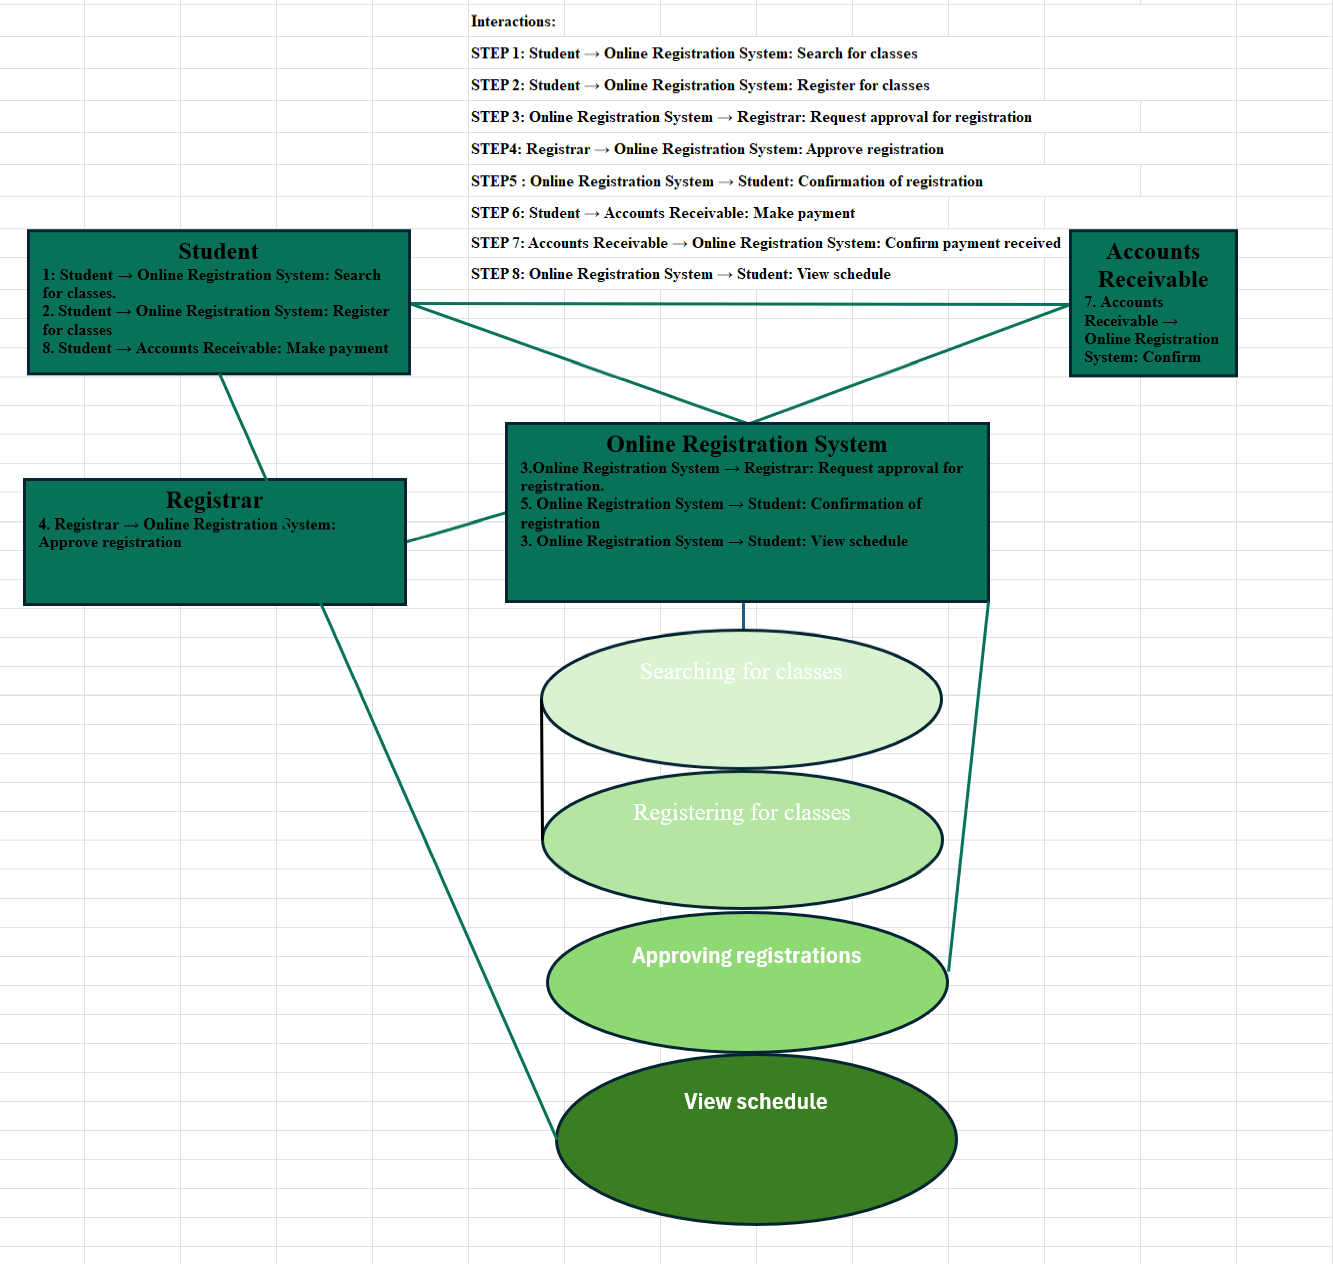 Interactions:
STEP 1: Student → Online Registration System: Search for classes
STEP 2: Student → Online Registration System: Register for classes
STEP 3: Online Registration System → Registrar: Request approval for registration
STEP4: Registrar → Online Registration System: Approve registration
STEP5 : Online Registration System → Student: Confirmation of registration
STEP 6: Student → Accounts Receivable: Make payment
STEP 7: Accounts Receivable → Online Registration System: Confirm payment received
STEP 8: Online Registration System → Student: View schedule
Student
1: Student → Online Registration System: Search
for classes.
2. Student → Online Registration System: Register
for classes
8. Student → Accounts Receivable: Make payment
Accounts
Receivable
7. Accounts
Receivable →
Online Registration
System: Confirm
Online Registration System
3.Online Registration System → Registrar: Request approval for
registration.
5. Online Registration System → Student: Confirmation of
registration
3. Online Registration System → Student: View schedule
Registrar
4. Registrar → Online Registration System:
Approve registration
Searching for classes
Registering for classes
Approving registrations
View schedule